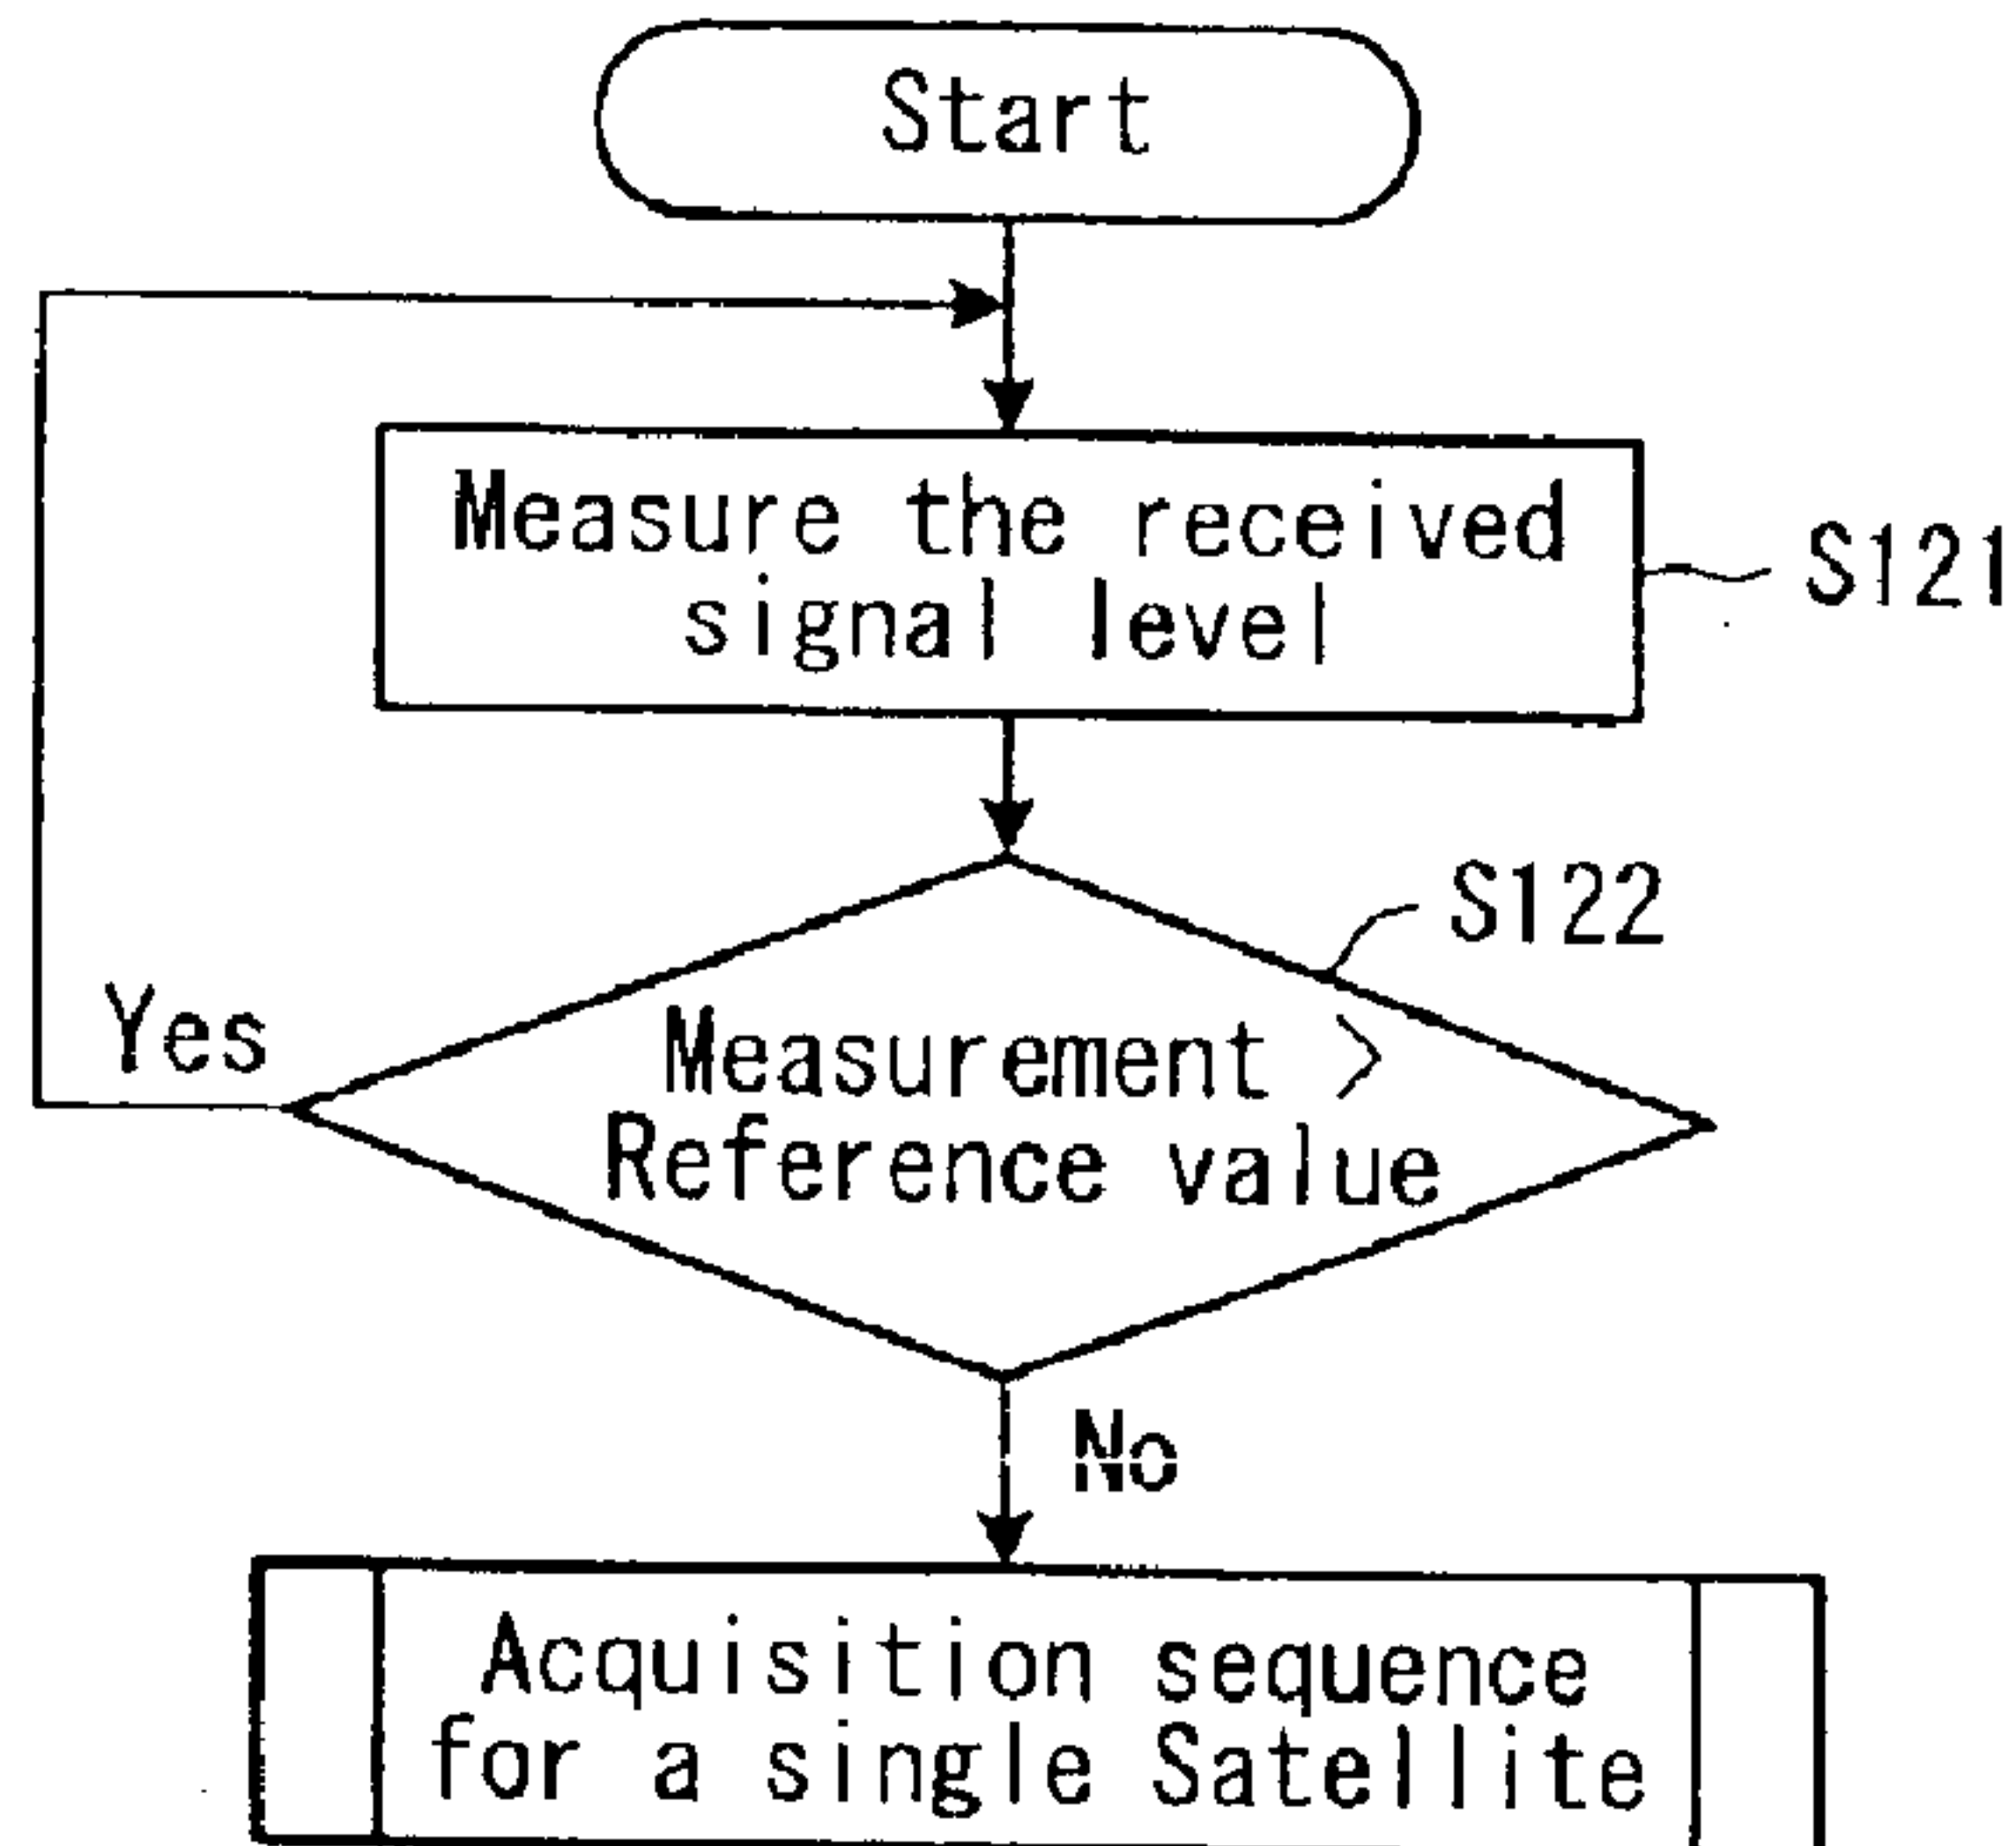 Start
Measure the received
signal level
S121
S122
Yes
Measurement >
Reference value
No
Acquisition sequence
for a single Satellite